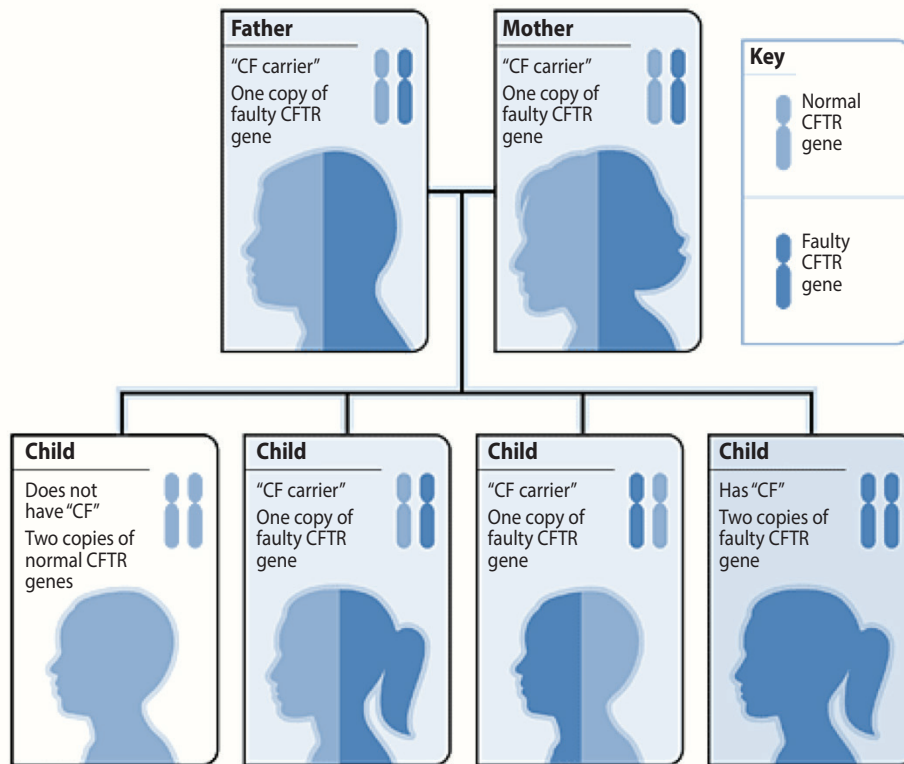 Father
“CF carrier”
One copy of
faulty CFTR
gene
Mother
“CF carrier”
One copy of
faulty CFTR
gene
Key
Normal
CFTR
gene
Faulty
CFTR
gene
Child
Does not
have “CF”
Two copies of
normal CFTR
genes
Child
“CF carrier”
One copy of
faulty CFTR
gene
Child
“CF carrier”
One copy of
faulty CFTR
gene
Child
Has “CF”
Two copies of
faulty CFTR
gene